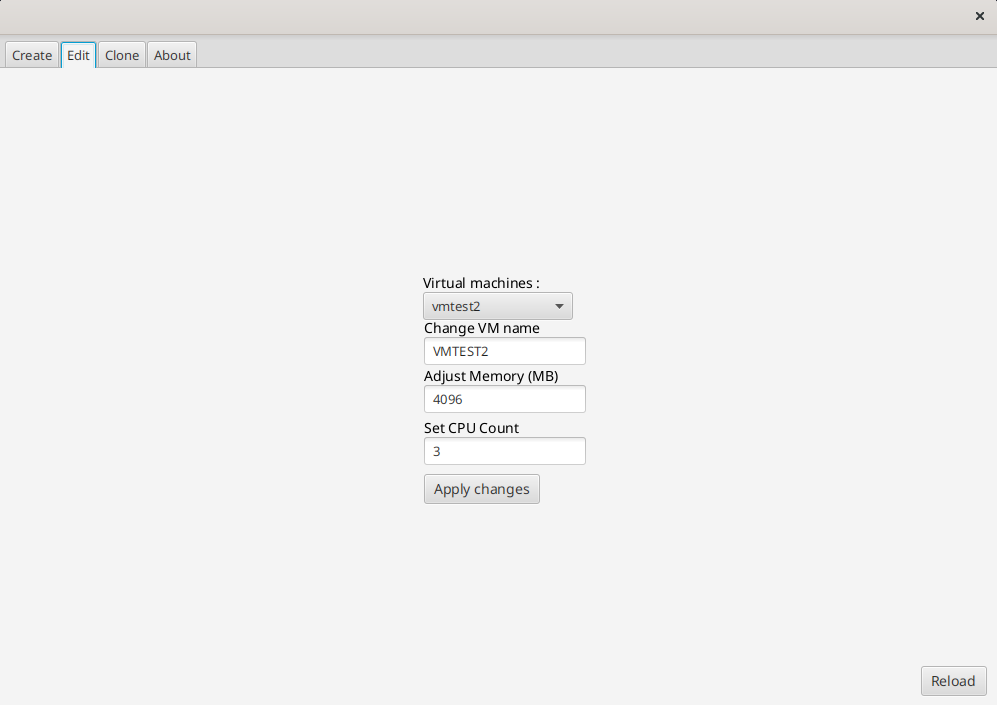 Create Edit Clone About
Virtual machines :
vmtest2
Change VM name
VMTEST2
Adjust Memory (MB)
4096
Set CPU Count
3
Apply changes
Reload